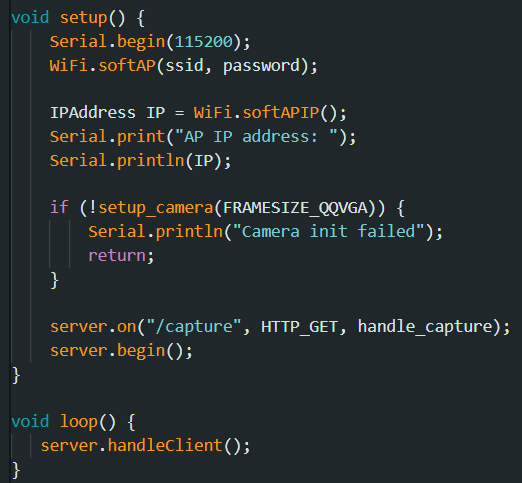 void setup() {
    Serial.begin(115200);
    WiFi.softAP(ssid, password);

    IPAddress IP = WiFi.softAPIP();
    Serial.print("AP IP address: ");
    Serial.println(IP);

    if (!setup_camera(FRAMESIZE_QQVGA)) {
        Serial.println("Camera init failed");
        return;
    }

    server.on("/capture", HTTP_GET, handle_capture);
    server.begin();
}

void loop() {
   server.handleClient();
}